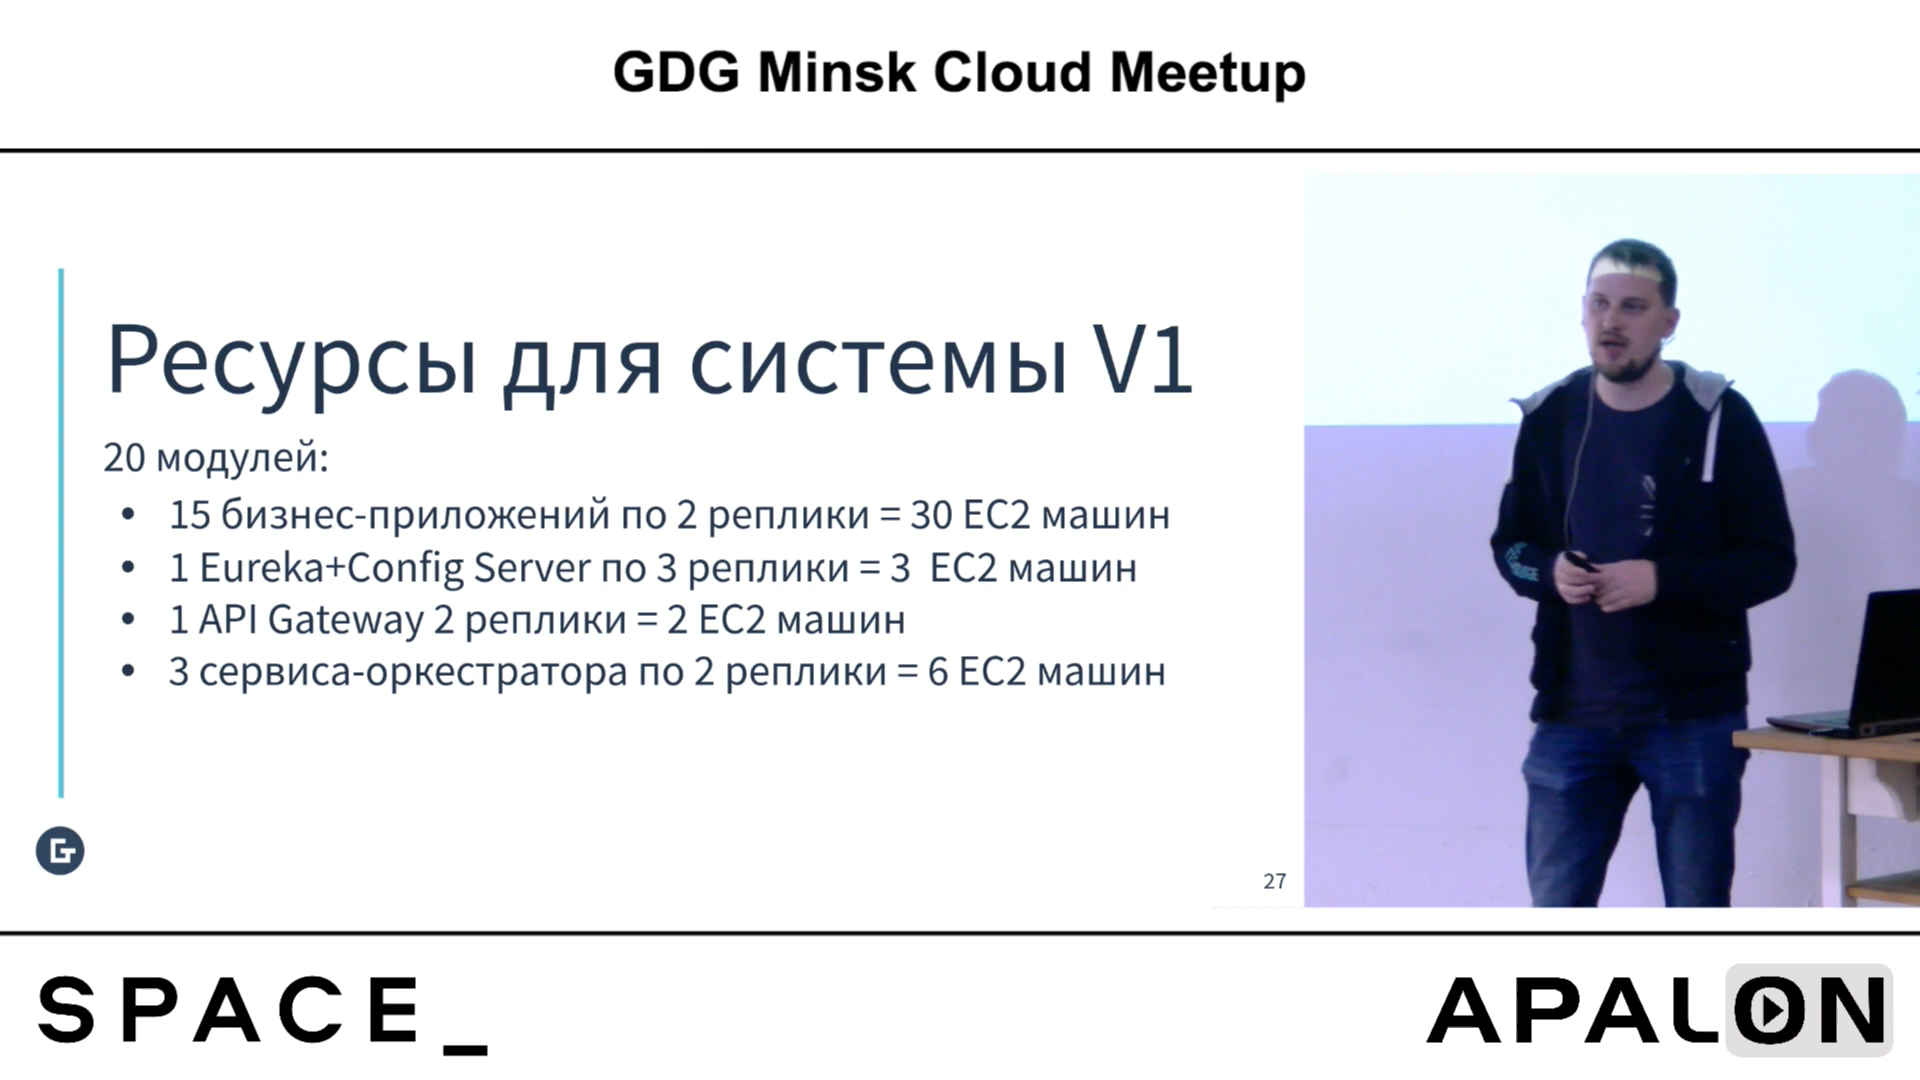 GDG Minsk Cloud Meetup
Ресурсы для системы V1
20 модулей:
• 15 бизнес-приложений по 2 реплики = 30 EC2 машин
• 1 Eureka+Config Server по 3 реплики = 3 EC2 машин
• 1 API Gateway 2 реплики = 2 EC2 машин
• 3 сервиса-оркестратора по 2 реплики = 6 EC2 машин
27
SPACE_
APALON